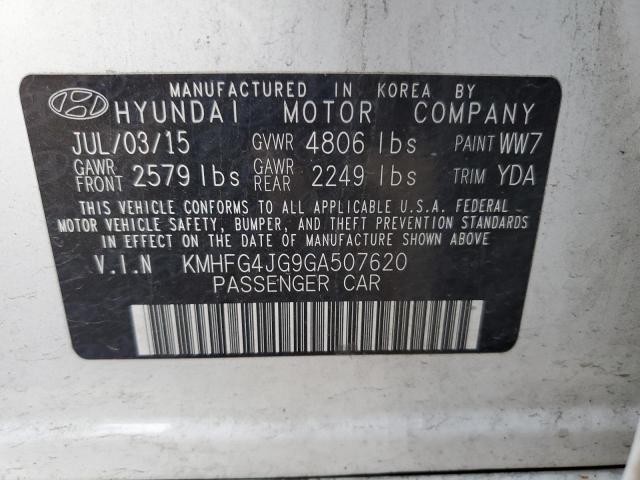 MANUFACTURED IN KOREA BY
HYUNDAI MOTOR COMPANY
JUL/03/15 GVWR 4806 lbs PAINT WW7
GAWR FRONT 2579 lbs GAWR REAR 2249 lbs TRIM YDA
THIS VEHICLE CONFORMS TO ALL APPLICABLE U.S.A. FEDERAL
MOTOR VEHICLE SAFETY, BUMPER, AND THEFT PREVENTION STANDARDS
IN EFFECT ON THE DATE OF MANUFACTURE SHOWN ABOVE.
V.I.N KMHFG4JG9GA507620
PASSENGER CAR